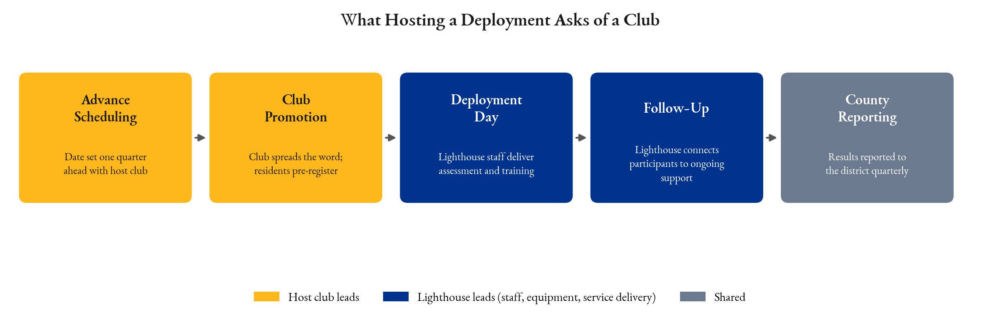 What Hosting a Deployment Asks of a Club
Advance
Scheduling
Date set one quarter
ahead with host club
Club
Promotion
Club spreads the word;
residents pre-register
Deployment
Day
Lighthouse staff deliver
assessment and training
Follow-Up
Lighthouse connects
participants to ongoing
support
County
Reporting
Results reported to
the district quarterly
Host club leads
Lighthouse leads (staff, equipment, service delivery)
Shared